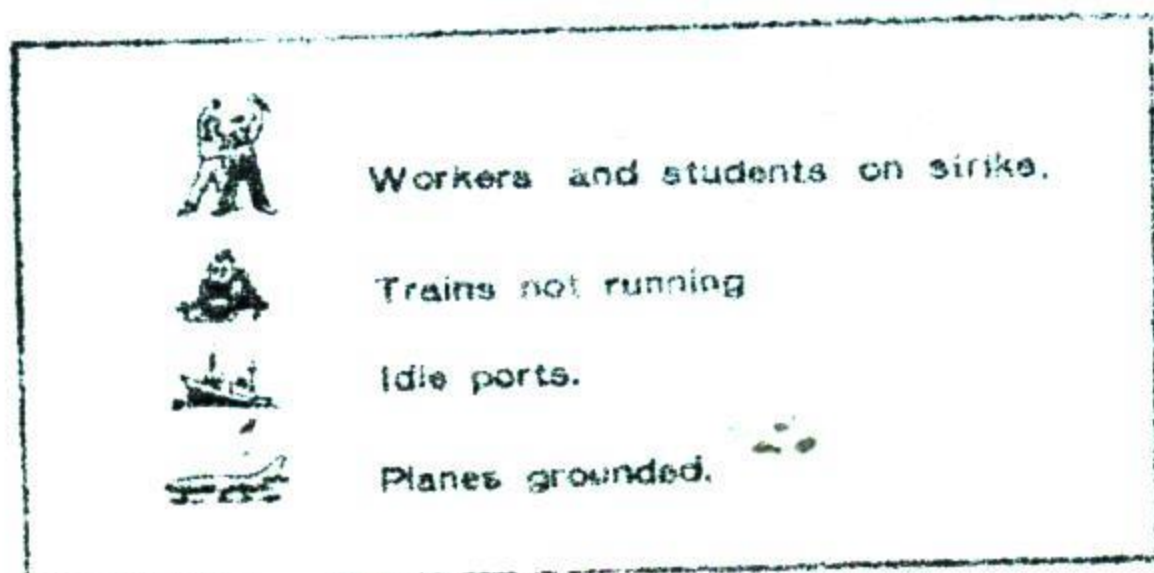 Workers and students on strike.
Trains not running
Idle ports.
Planes grounded.